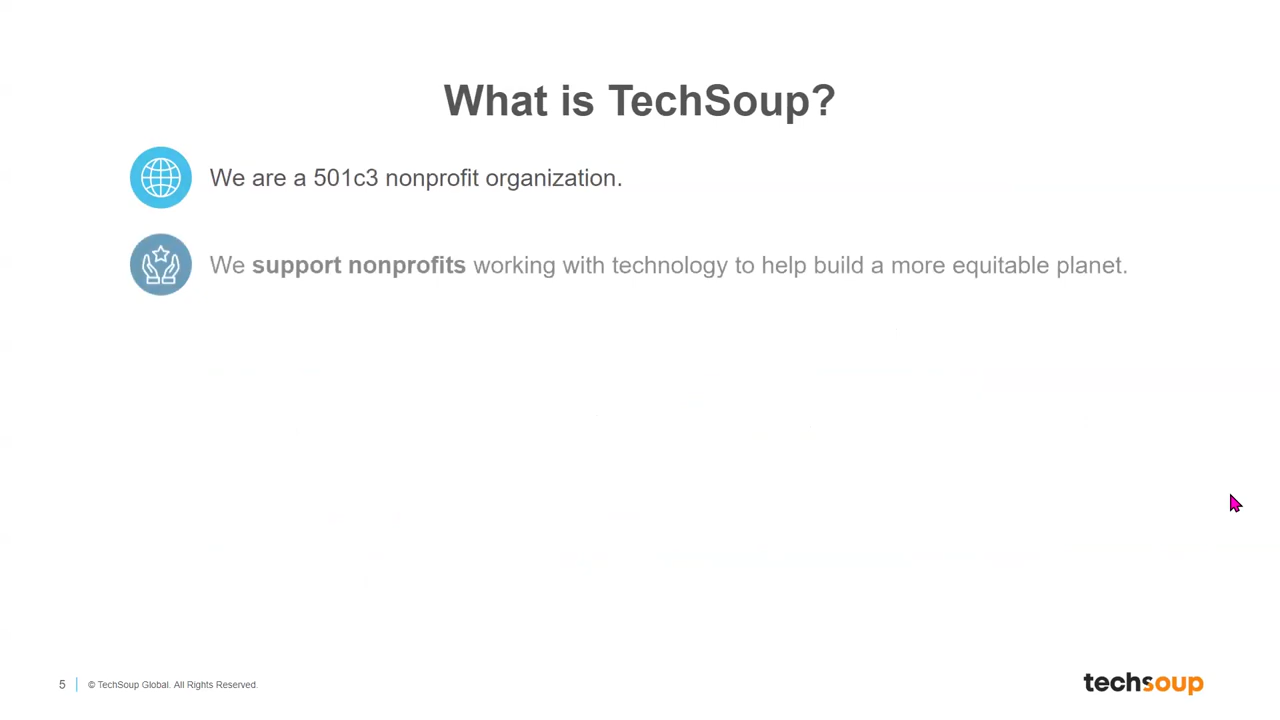 What is TechSoup?
We are a 501c3 nonprofit organization.
We support nonprofits working with technology to help build a more equitable planet.
5
© TechSoup Global. All Rights Reserved.
techsoup